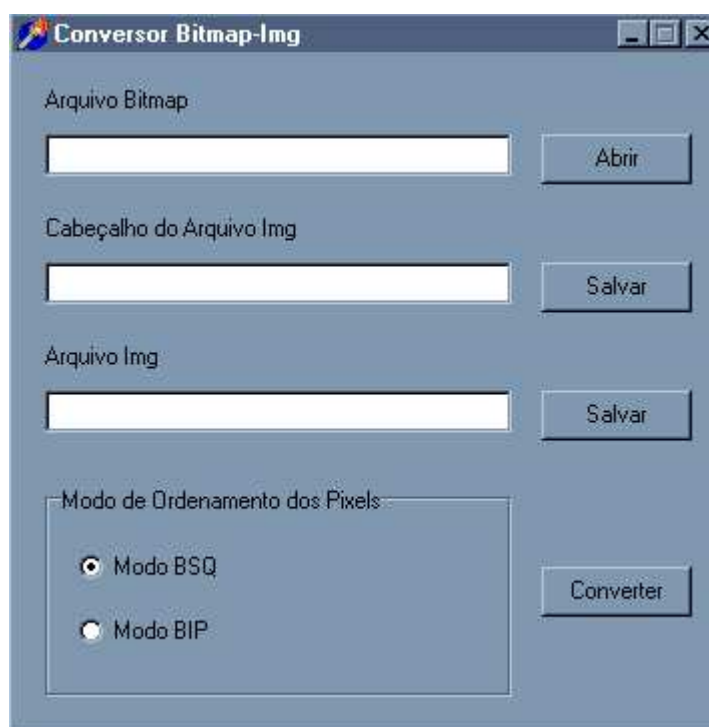 Conversor Bitmap-Img
Arquivo Bitmap
Abrir
Cabeçalho do Arquivo Img
Salvar
Arquivo Img
Salvar
Modo de Ordenamento dos Pixels
Modo BSQ
Converter
Modo BIP